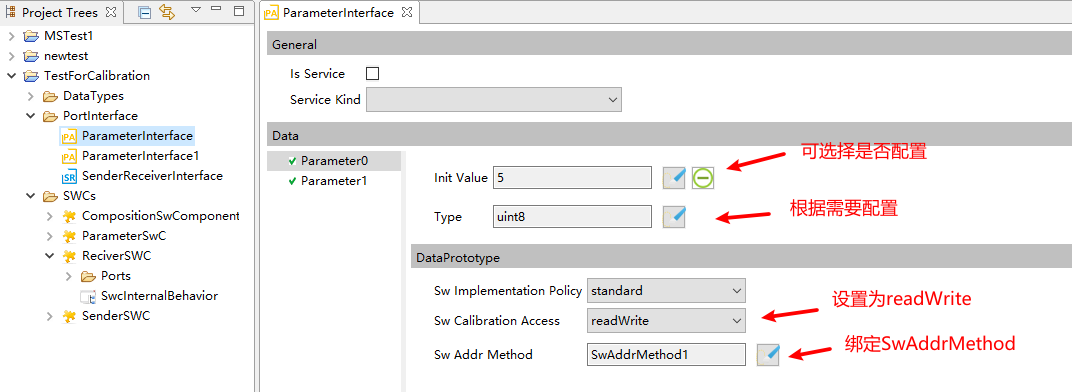 Project Trees
MSTest1
newtest
TestForCalibration
DataTypes
PortInterface
PA ParameterInterface
PA ParameterInterface1
SR SenderReceiverInterface
SWCs
CompositionSwComponent
ParameterSwC
ReciverSWC
Ports
SwcInternalBehavior
SenderSWC
PA ParameterInterface
General
Is Service
Service Kind
Data
Parameter0
Parameter1
Init Value 5
可选择是否配置
Type uint8
根据需要配置
DataPrototype
Sw Implementation Policy standard
Sw Calibration Access readWrite
设置为readWrite
Sw Addr Method SwAddrMethod1
绑定SwAddrMethod